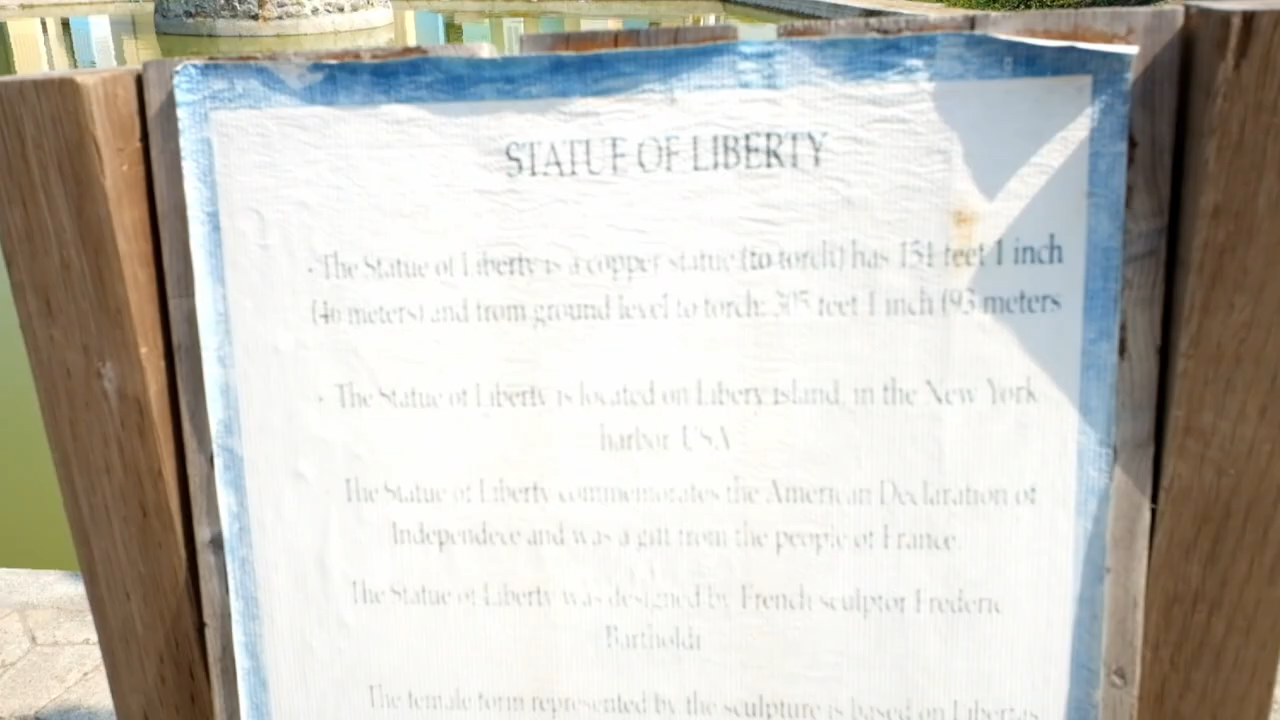 STATUE OF LIBERTY
· The Statue of Liberty is a copper statue (to torch) has 151 feet 1 inch
(46 meters) and from ground level to torch: 305 feet 1 inch (93 meters
· The Statue of Liberty is located on Libery island, in the New York
harbor USA
The Statue of Liberty commemorates the American Declaration of
Independece and was a gift from the people of France.
The Statue of Liberty was designed by French sculptor Frederic
Bartholdi
The female form represented by the sculpture is based on Libertas